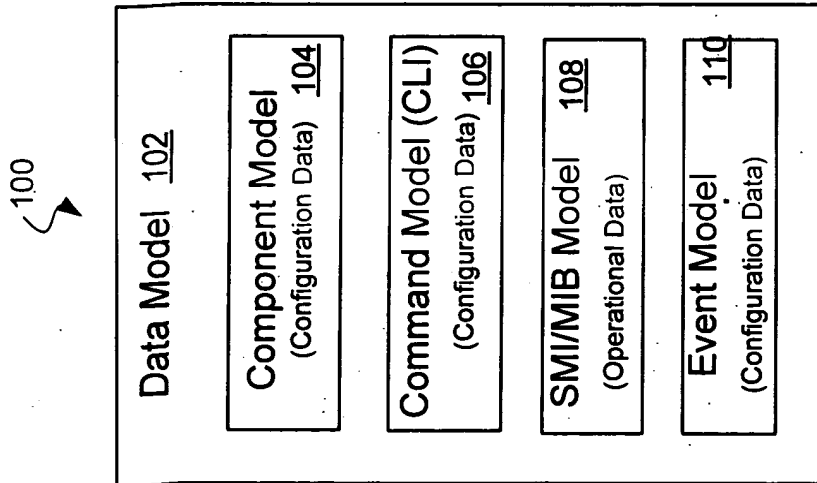 100
Data Model 102
Component Model
(Configuration Data) 104
Command Model (CLI)
(Configuration Data) 106
SMI/MIB Model
(Operational Data) 108
Event Model
(Configuration Data) 110